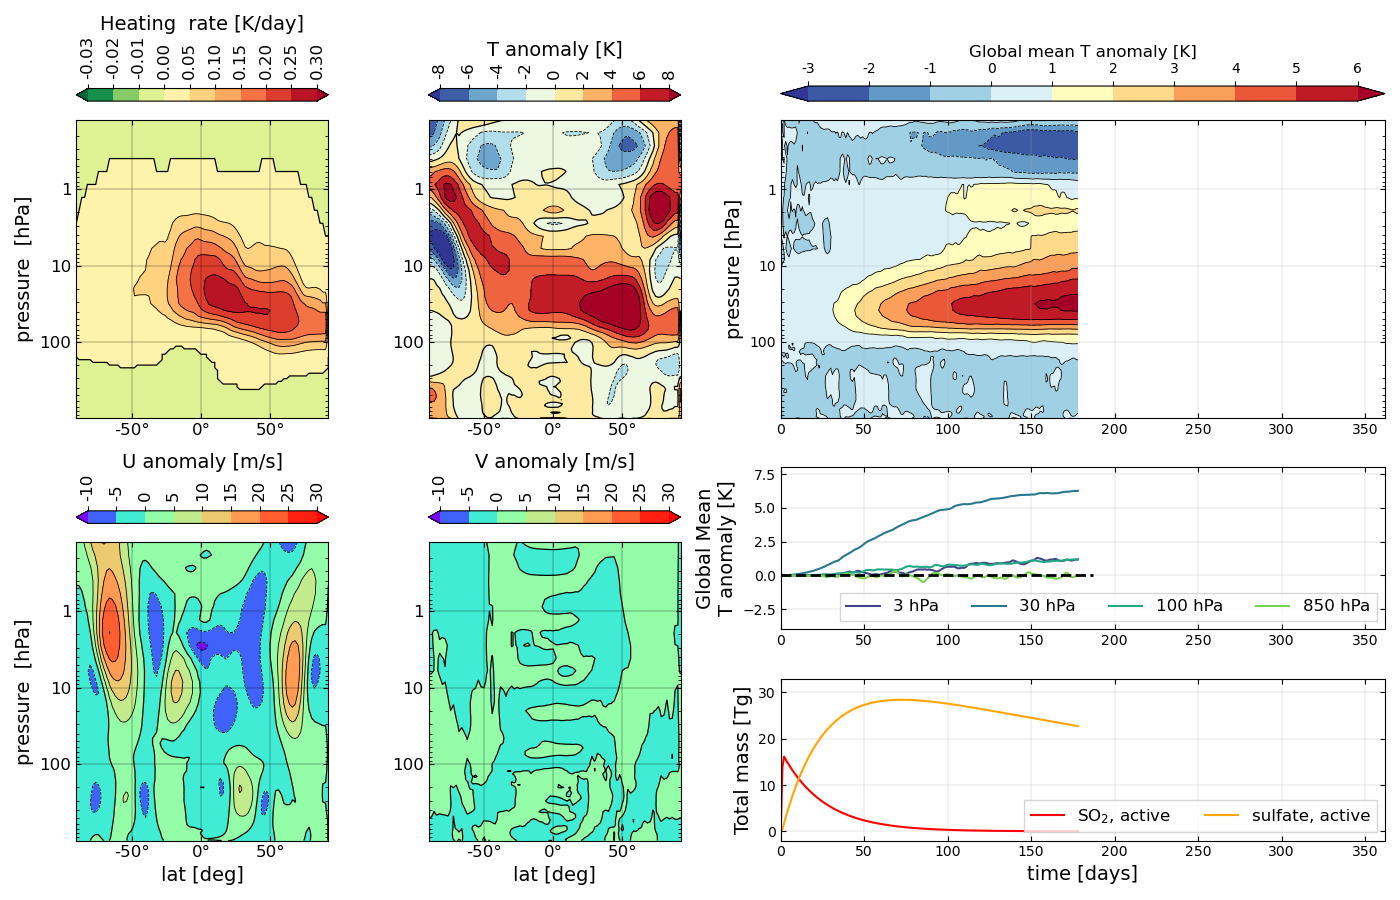 Heating  rate [K/day]
-0.03 -0.02 -0.01 0.00 0.05 0.10 0.15 0.20 0.25 0.30
pressure  [hPa]
1
10
100
-50° 0° 50°
T anomaly [K]
-8 -6 -4 -2 0 2 4 6 8
1
10
100
-50° 0° 50°
Global mean T anomaly [K]
-3 -2 -1 0 1 2 3 4 5 6
pressure  [hPa]
1
10
100
0 50 100 150 200 250 300 350
U anomaly [m/s]
-10 -5 0 5 10 15 20 25 30
pressure  [hPa]
1
10
100
-50° 0° 50°
lat [deg]
V anomaly [m/s]
-10 -5 0 5 10 15 20 25 30
1
10
100
-50° 0° 50°
lat [deg]
Global Mean
T anomaly [K]
7.5
5.0
2.5
0.0
−2.5
3 hPa 30 hPa 100 hPa 850 hPa
Total mass [Tg]
30
20
10
0
SO₂, active sulfate, active
0 50 100 150 200 250 300 350
time [days]